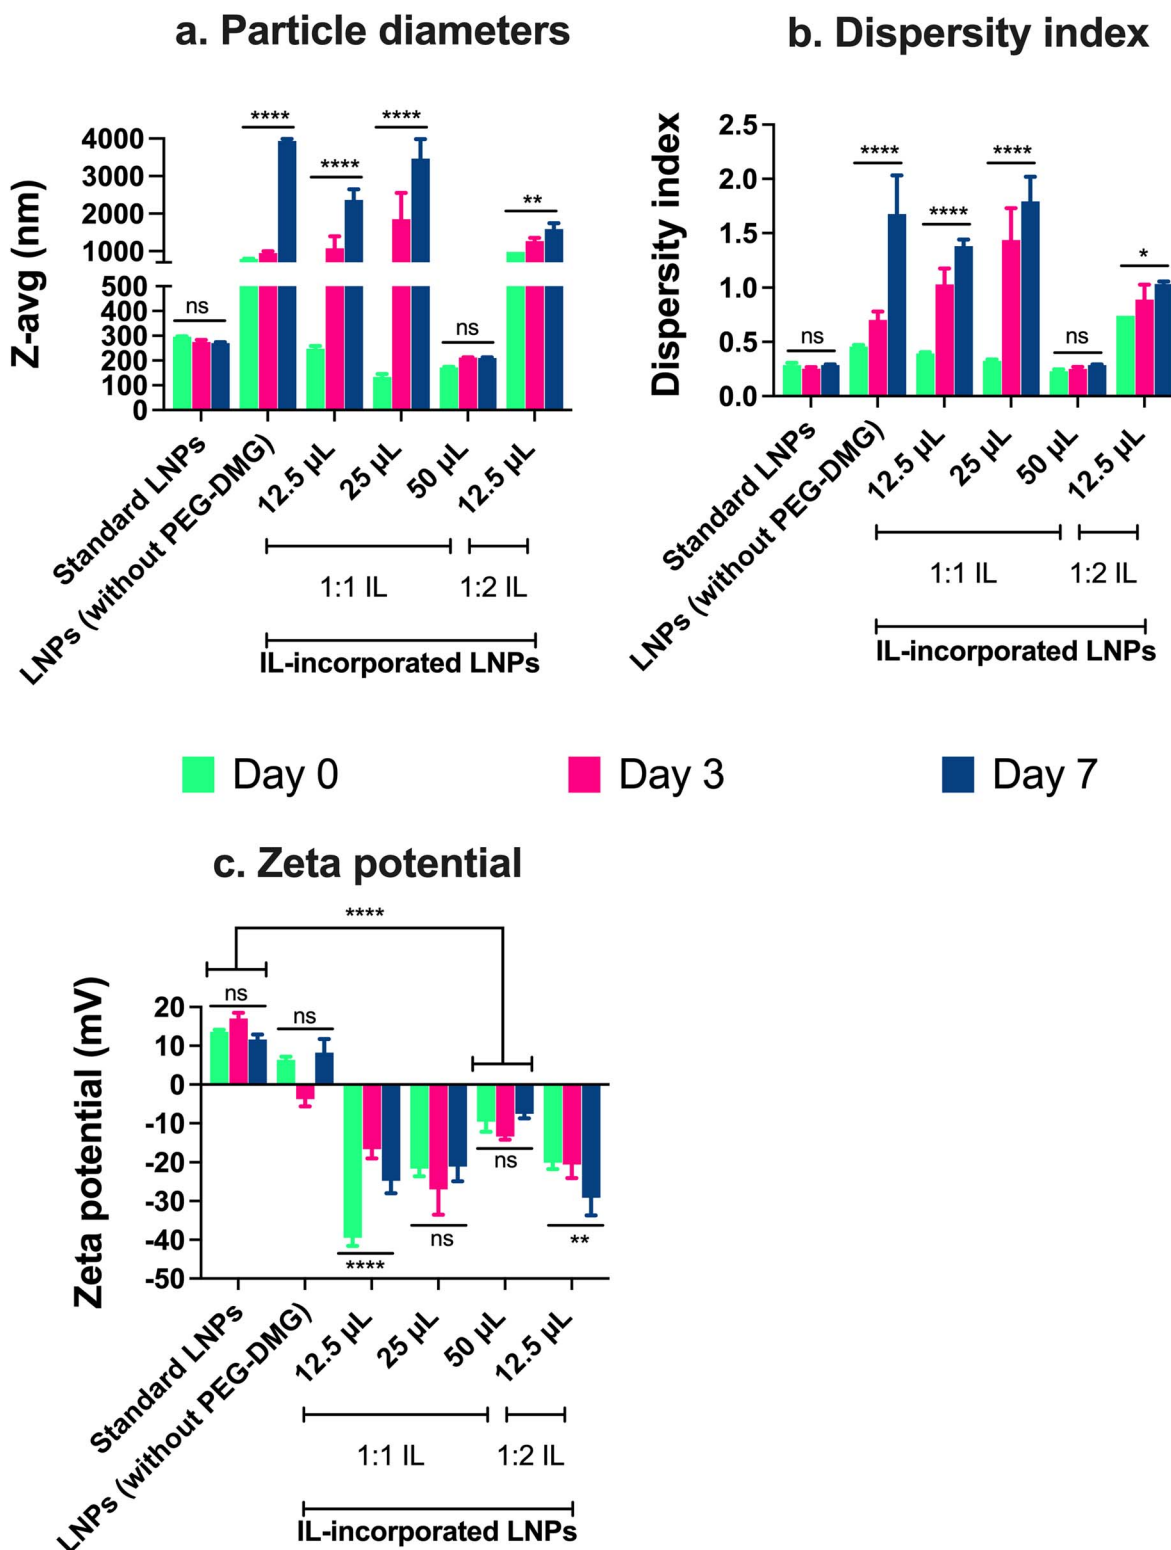 a. Particle diameters
Z-avg (nm)
4000
3000
2000
1000
500
400
300
200
100
0
ns
****
****
****
ns
**
Standard LNPs
LNPs (without PEG-DMG)
12.5 µL
25 µL
50 µL
12.5 µL
1:1 IL
1:2 IL
IL-incorporated LNPs
b. Dispersity index
Dispersity index
2.5
2.0
1.5
1.0
0.5
0.0
ns
****
****
****
ns
*
Standard LNPs
LNPs (without PEG-DMG)
12.5 µL
25 µL
50 µL
12.5 µL
1:1 IL
1:2 IL
IL-incorporated LNPs
Day 0
Day 3
Day 7
c. Zeta potential
Zeta potential (mV)
20
10
0
-10
-20
-30
-40
-50
****
ns
ns
****
ns
ns
**
Standard LNPs
LNPs (without PEG-DMG)
12.5 µL
25 µL
50 µL
12.5 µL
1:1 IL
1:2 IL
IL-incorporated LNPs